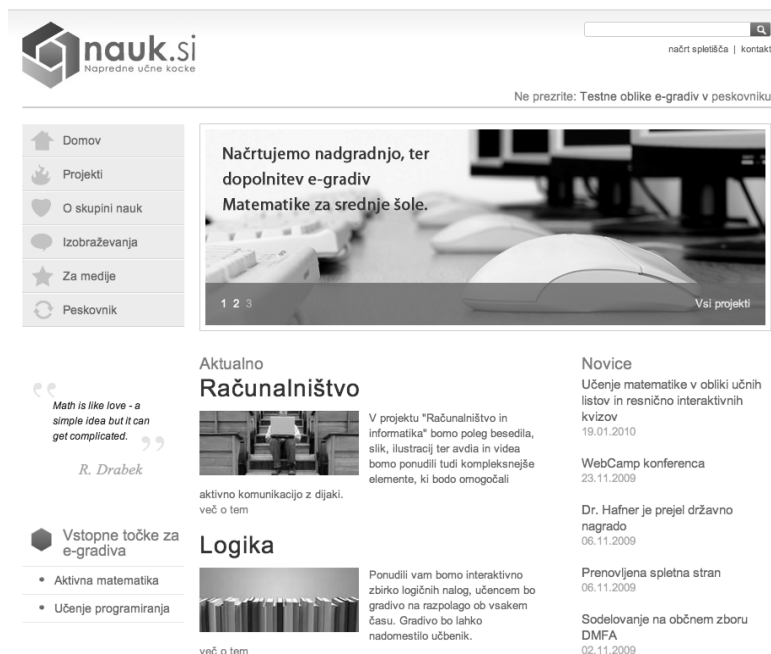 nauk.si
Napredne učne kocke
načrt spletišča | kontakt
Ne prezrite: Testne oblike e-gradiv v peskovniku
Domov
Projekti
O skupini nauk
Izobraževanja
Za medije
Peskovnik
Načrtujemo nadgradnjo, ter
dopolnitev e-gradiv
Matematike za srednje šole.
1 2 3
Vsi projekti
Math is like love - a
simple idea but it can
get complicated.
R. Drabek
Vstopne točke za
e-gradiva
• Aktivna matematika
• Učenje programiranja
Aktualno
Računalništvo
V projektu "Računalništvo in
informatika" bomo poleg besedila,
slik, ilustracij ter avdia in videa
bomo ponudili tudi kompleksnejše
elemente, ki bodo omogočali
aktivno komunikacijo z dijaki.
več o tem
Logika
Ponudili vam bomo interaktivno
zbirko logičnih nalog, učencem bo
gradivo na razpolago ob vsakem
času. Gradivo bo lahko
nadomestilo učbenik.
več o tem
Novice
Učenje matematike v obliki učnih
listov in resnično interaktivnih
kvizov
19.01.2010
WebCamp konferenca
23.11.2009
Dr. Hafner je prejel državno
nagrado
06.11.2009
Prenovljena spletna stran
06.11.2009
Sodelovanje na občnem zboru
DMFA
02.11.2009